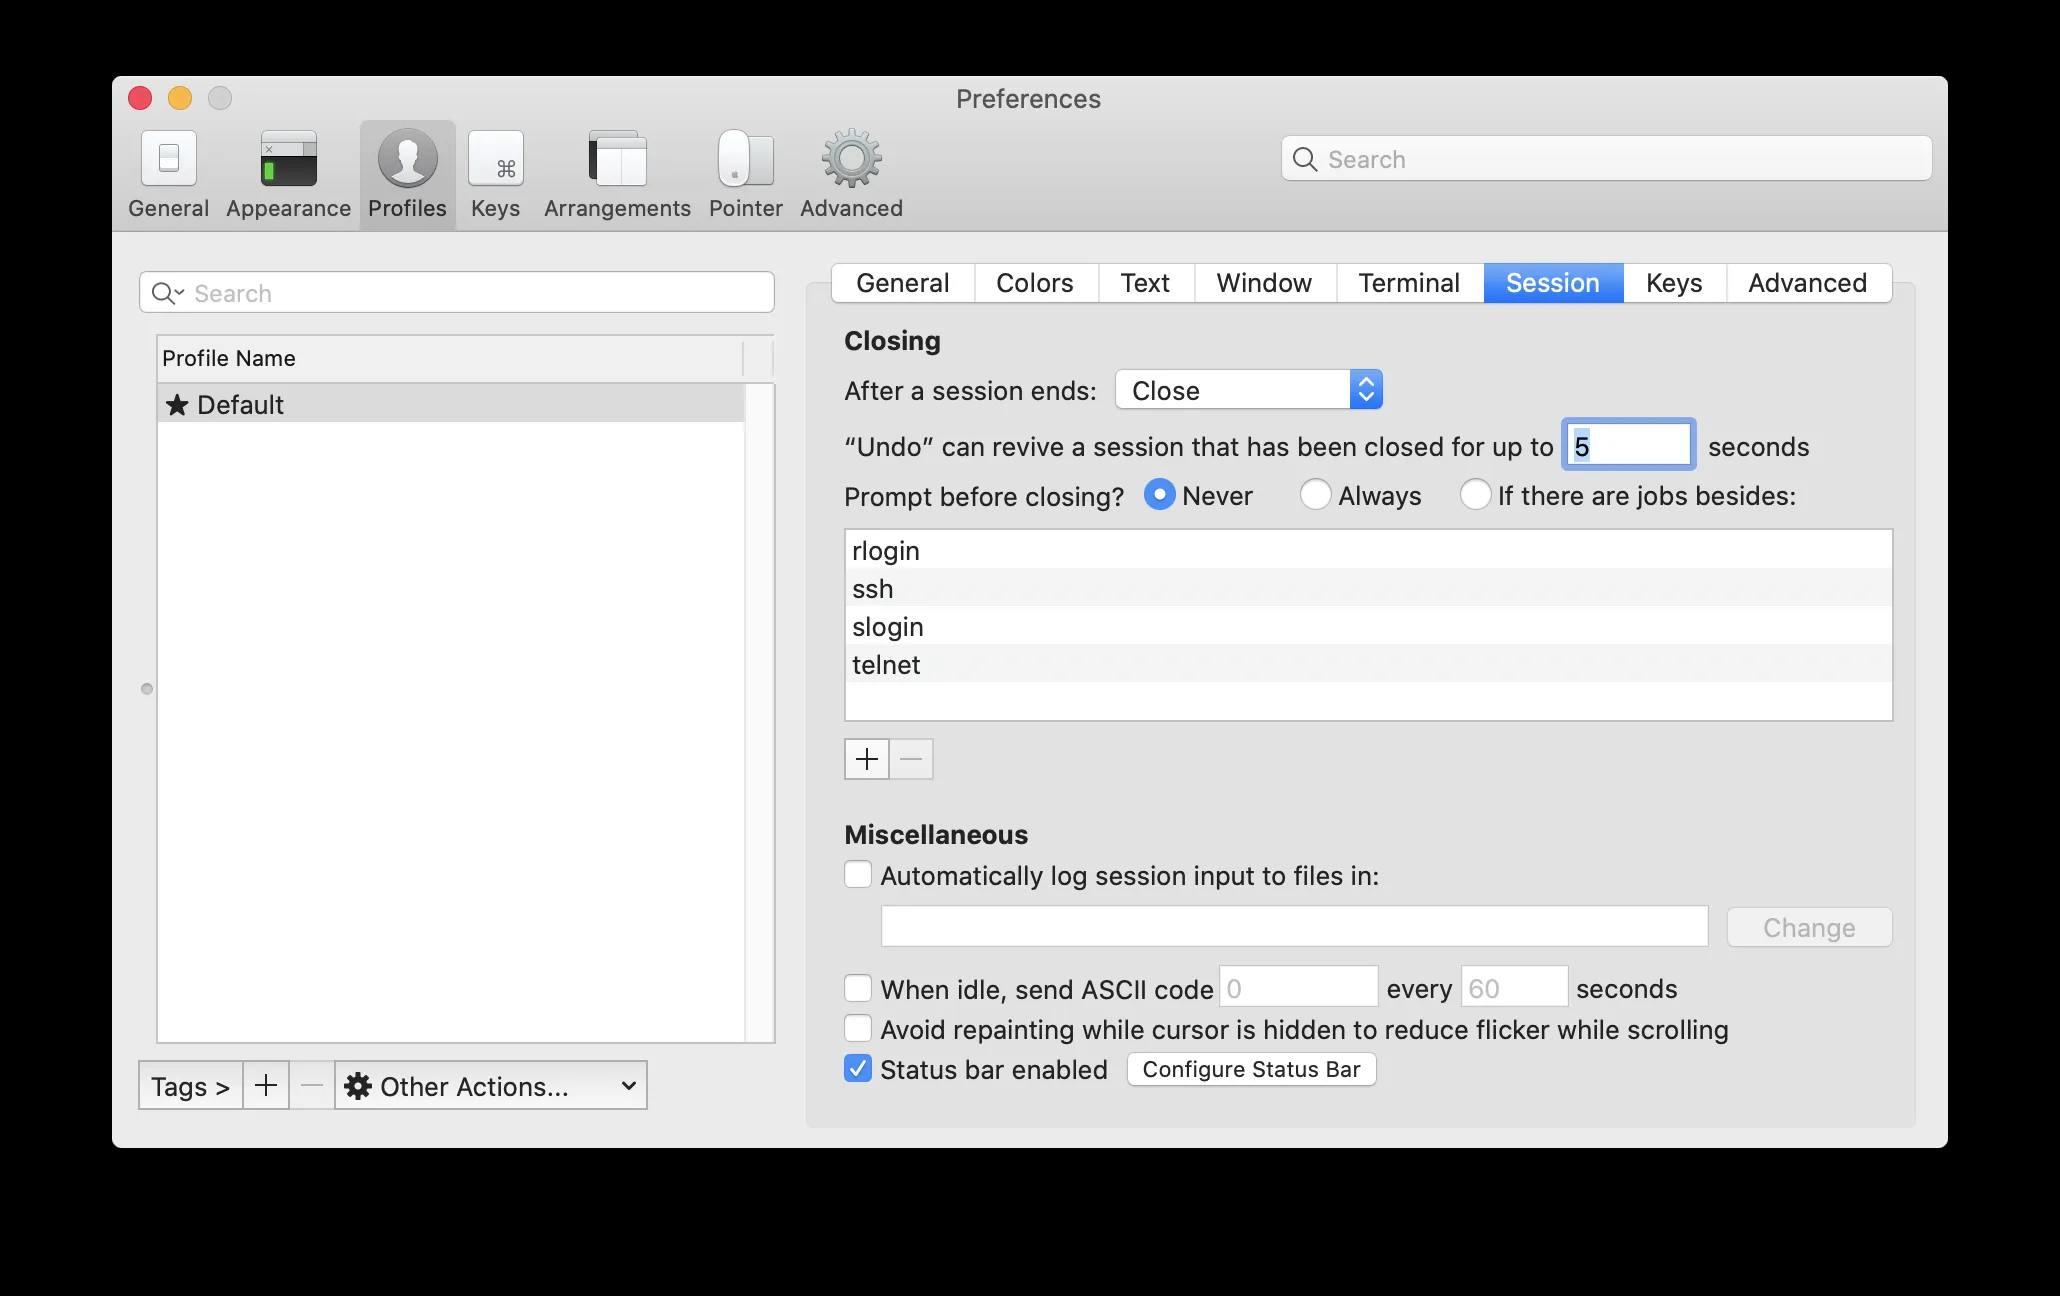 Preferences
General Appearance Profiles Keys Arrangements Pointer Advanced
Search
Search
Profile Name
★ Default
Tags >
Other Actions...
General Colors Text Window Terminal Session Keys Advanced
Closing
After a session ends: Close
“Undo” can revive a session that has been closed for up to 5 seconds
Prompt before closing? Never Always If there are jobs besides:
rlogin
ssh
slogin
telnet
Miscellaneous
Automatically log session input to files in:
Change
When idle, send ASCII code 0 every 60 seconds
Avoid repainting while cursor is hidden to reduce flicker while scrolling
Status bar enabled Configure Status Bar